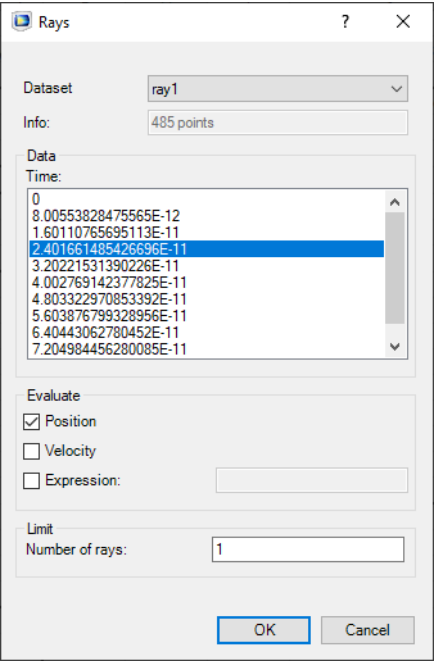 Rays ? ×
Dataset ray1
Info: 485 points
Data
Time:
0
8.00553828475565E-12
1.60110765695113E-11
2.401661485426696E-11
3.20221531390226E-11
4.002769142377825E-11
4.803322970853392E-11
5.603876799328956E-11
6.40443062780452E-11
7.204984456280085E-11
Evaluate
Position
Velocity
Expression:
Limit
Number of rays: 1
OK Cancel